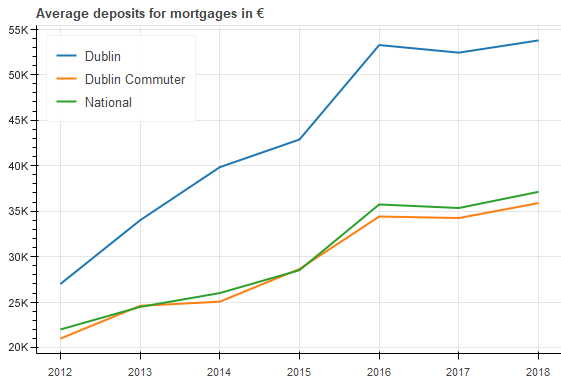 Average deposits for mortgages in €
55K
50K
45K
40K
35K
30K
25K
20K
Dublin
Dublin Commuter
National
2012 2013 2014 2015 2016 2017 2018